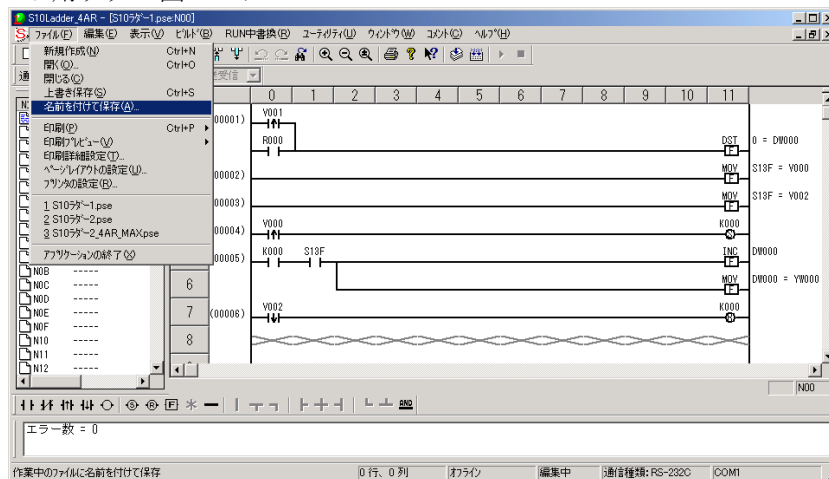 S10Ladder_4AR - [S10ﾗﾀﾞｰ1.pse:N00]
ﾌｧｲﾙ(F) 編集(E) 表示(V) ﾋﾞﾙﾄﾞ(B) RUN中書換(R) ﾕｰﾃｨﾘﾃｨ(U) ｳｨﾝﾄﾞｳ(W) ｺﾒﾝﾄ(C) ﾍﾙﾌﾟ(H)
新規作成(N) Ctrl+N
開く(O)... Ctrl+O
閉じる(C)
上書き保存(S) Ctrl+S
名前を付けて保存(A)...
印刷(P) Ctrl+P
印刷ﾌﾟﾚﾋﾞｭｰ(V)
印刷詳細設定(T)...
ﾍﾟｰｼﾞﾚｲｱｳﾄの設定(U)...
ﾌﾟﾘﾝﾀの設定(R)...
1 S10ﾗﾀﾞｰ1.pse
2 S10ﾗﾀﾞｰ2.pse
3 S10ﾗﾀﾞｰ2_4AR_MAX.pse
ｱﾌﾟﾘｹｰｼｮﾝの終了(X)
通
受信
0 1 2 3 4 5 6 7 8 9 10 11
00001) V001
R000 DST 0 = DW000
F
00002) MOV S13F = V000
F
00003) MOV S13F = V002
F
00004) V000 K000
S
00005) K000 S13F INC DW000
F
6 MOV DW000 = YW000
F
7 (00006) V002 K000
R
8
N0B -----
N0C -----
N0D -----
N0E -----
N0F -----
N10 -----
N11 -----
N12 -----
N00
S R F AND
エラー数 = 0
作業中のﾌｧｲﾙに名前を付けて保存 0 行、0 列 ｵﾌﾗｲﾝ 編集中 通信種類: RS-232C COM1